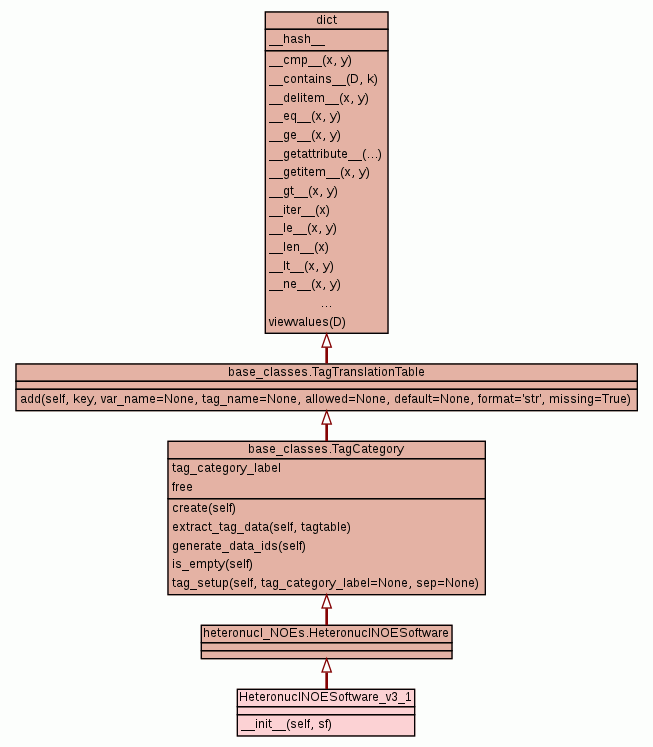 dict
__hash__
__cmp__(x, y)
__contains__(D, k)
__delitem__(x, y)
__eq__(x, y)
__ge__(x, y)
__getattribute__(...)
__getitem__(x, y)
__gt__(x, y)
__iter__(x)
__le__(x, y)
__len__(x)
__lt__(x, y)
__ne__(x, y)
...
viewvalues(D)
base_classes.TagTranslationTable
add(self, key, var_name=None, tag_name=None, allowed=None, default=None, format='str', missing=True)
base_classes.TagCategory
tag_category_label
free
create(self)
extract_tag_data(self, tagtable)
generate_data_ids(self)
is_empty(self)
tag_setup(self, tag_category_label=None, sep=None)
heteronucl_NOEs.HeteronuclNOESoftware
HeteronuclNOESoftware_v3_1
__init__(self, sf)